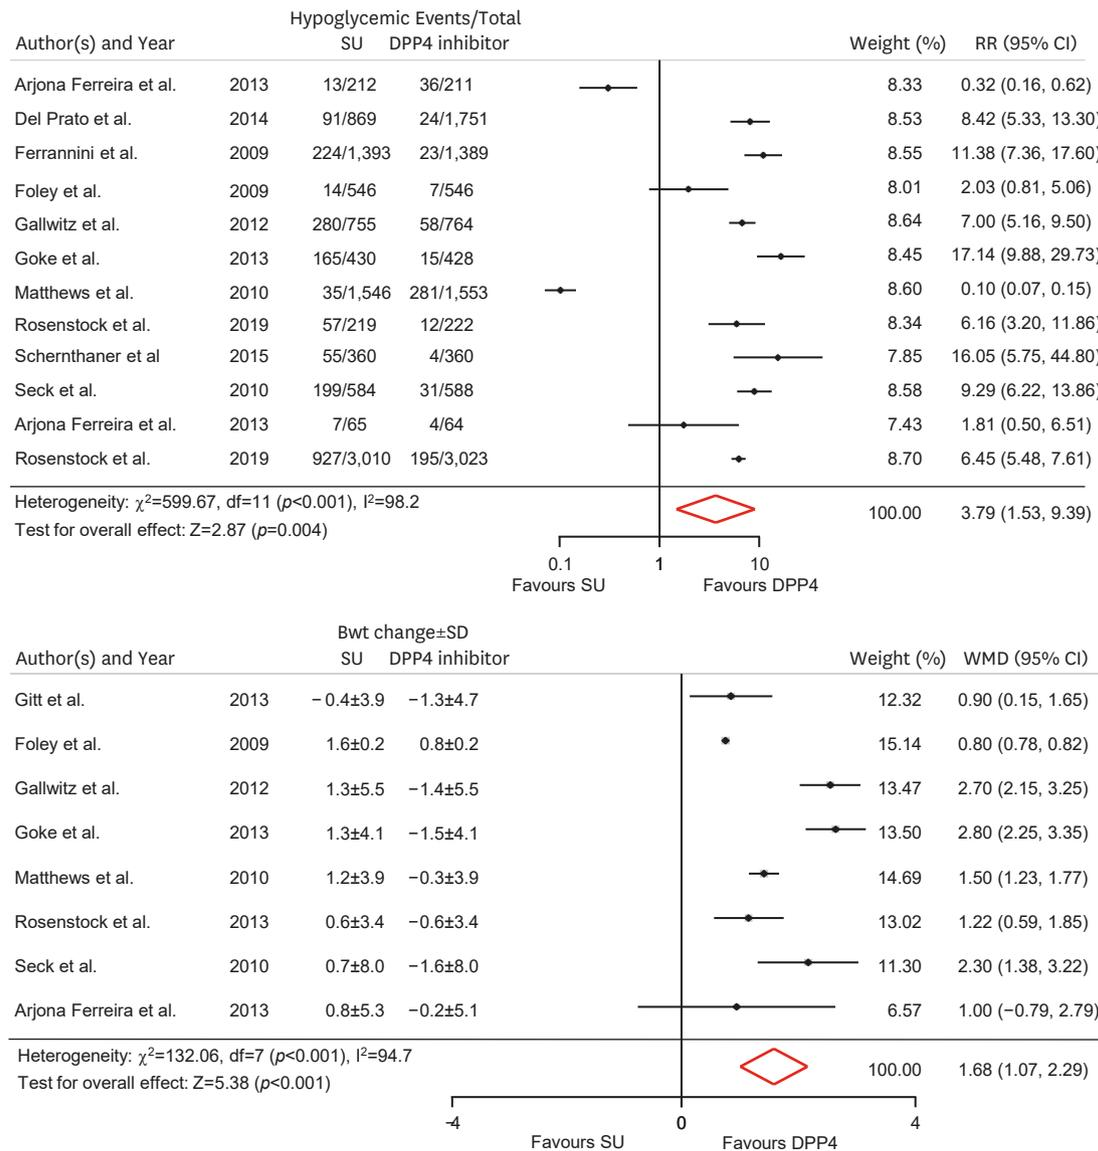 Hypoglycemic Events/Total
Author(s) and Year SU DPP4 inhibitor Weight (%) RR (95% CI)
Arjona Ferreira et al. 2013 13/212 36/211 8.33 0.32 (0.16, 0.62)
Del Prato et al. 2014 91/869 24/1,751 8.53 8.42 (5.33, 13.30)
Ferrannini et al. 2009 224/1,393 23/1,389 8.55 11.38 (7.36, 17.60)
Foley et al. 2009 14/546 7/546 8.01 2.03 (0.81, 5.06)
Gallwitz et al. 2012 280/755 58/764 8.64 7.00 (5.16, 9.50)
Goke et al. 2013 165/430 15/428 8.45 17.14 (9.88, 29.73)
Matthews et al. 2010 35/1,546 281/1,553 8.60 0.10 (0.07, 0.15)
Rosenstock et al. 2019 57/219 12/222 8.34 6.16 (3.20, 11.86)
Schernthaner et al 2015 55/360 4/360 7.85 16.05 (5.75, 44.80)
Seck et al. 2010 199/584 31/588 8.58 9.29 (6.22, 13.86)
Arjona Ferreira et al. 2013 7/65 4/64 7.43 1.81 (0.50, 6.51)
Rosenstock et al. 2019 927/3,010 195/3,023 8.70 6.45 (5.48, 7.61)
Heterogeneity: χ²=599.67, df=11 (p<0.001), I²=98.2
100.00 3.79 (1.53, 9.39)
Test for overall effect: Z=2.87 (p=0.004)
0.1 1 10
Favours SU Favours DPP4
Bwt change±SD
Author(s) and Year SU DPP4 inhibitor Weight (%) WMD (95% CI)
Gitt et al. 2013 −0.4±3.9 −1.3±4.7 12.32 0.90 (0.15, 1.65)
Foley et al. 2009 1.6±0.2 0.8±0.2 15.14 0.80 (0.78, 0.82)
Gallwitz et al. 2012 1.3±5.5 −1.4±5.5 13.47 2.70 (2.15, 3.25)
Goke et al. 2013 1.3±4.1 −1.5±4.1 13.50 2.80 (2.25, 3.35)
Matthews et al. 2010 1.2±3.9 −0.3±3.9 14.69 1.50 (1.23, 1.77)
Rosenstock et al. 2013 0.6±3.4 −0.6±3.4 13.02 1.22 (0.59, 1.85)
Seck et al. 2010 0.7±8.0 −1.6±8.0 11.30 2.30 (1.38, 3.22)
Arjona Ferreira et al. 2013 0.8±5.3 −0.2±5.1 6.57 1.00 (−0.79, 2.79)
Heterogeneity: χ²=132.06, df=7 (p<0.001), I²=94.7
100.00 1.68 (1.07, 2.29)
Test for overall effect: Z=5.38 (p<0.001)
-4 0 4
Favours SU Favours DPP4